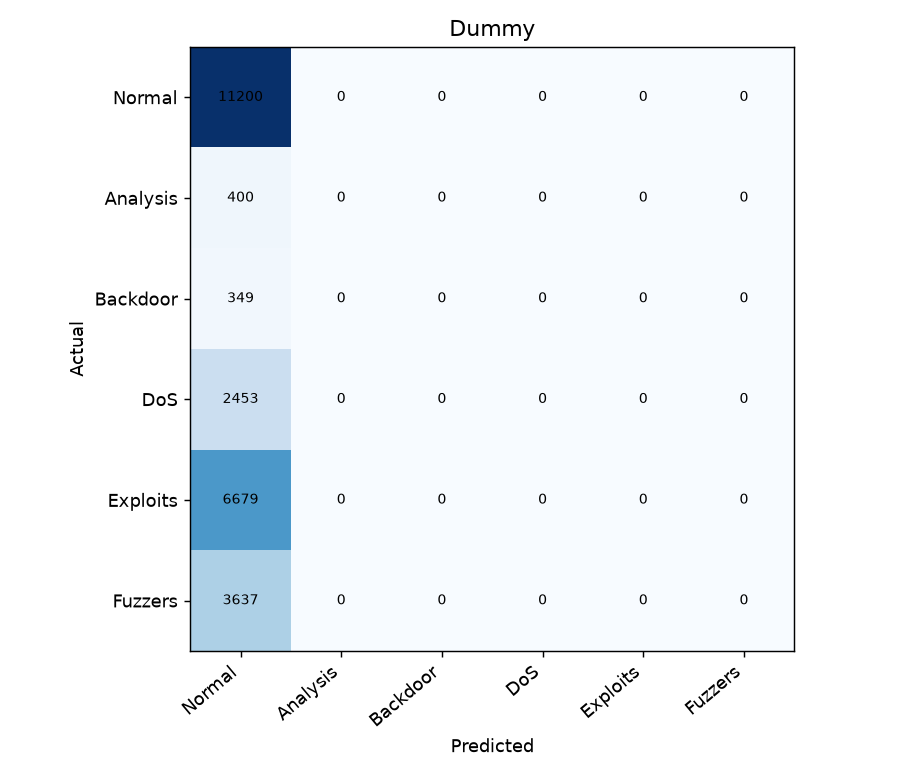 Dummy
Normal 11200 0 0 0 0 0
Analysis 400 0 0 0 0 0
Backdoor 349 0 0 0 0 0
DoS 2453 0 0 0 0 0
Exploits 6679 0 0 0 0 0
Fuzzers 3637 0 0 0 0 0
Actual
Normal Analysis Backdoor DoS Exploits Fuzzers
Predicted